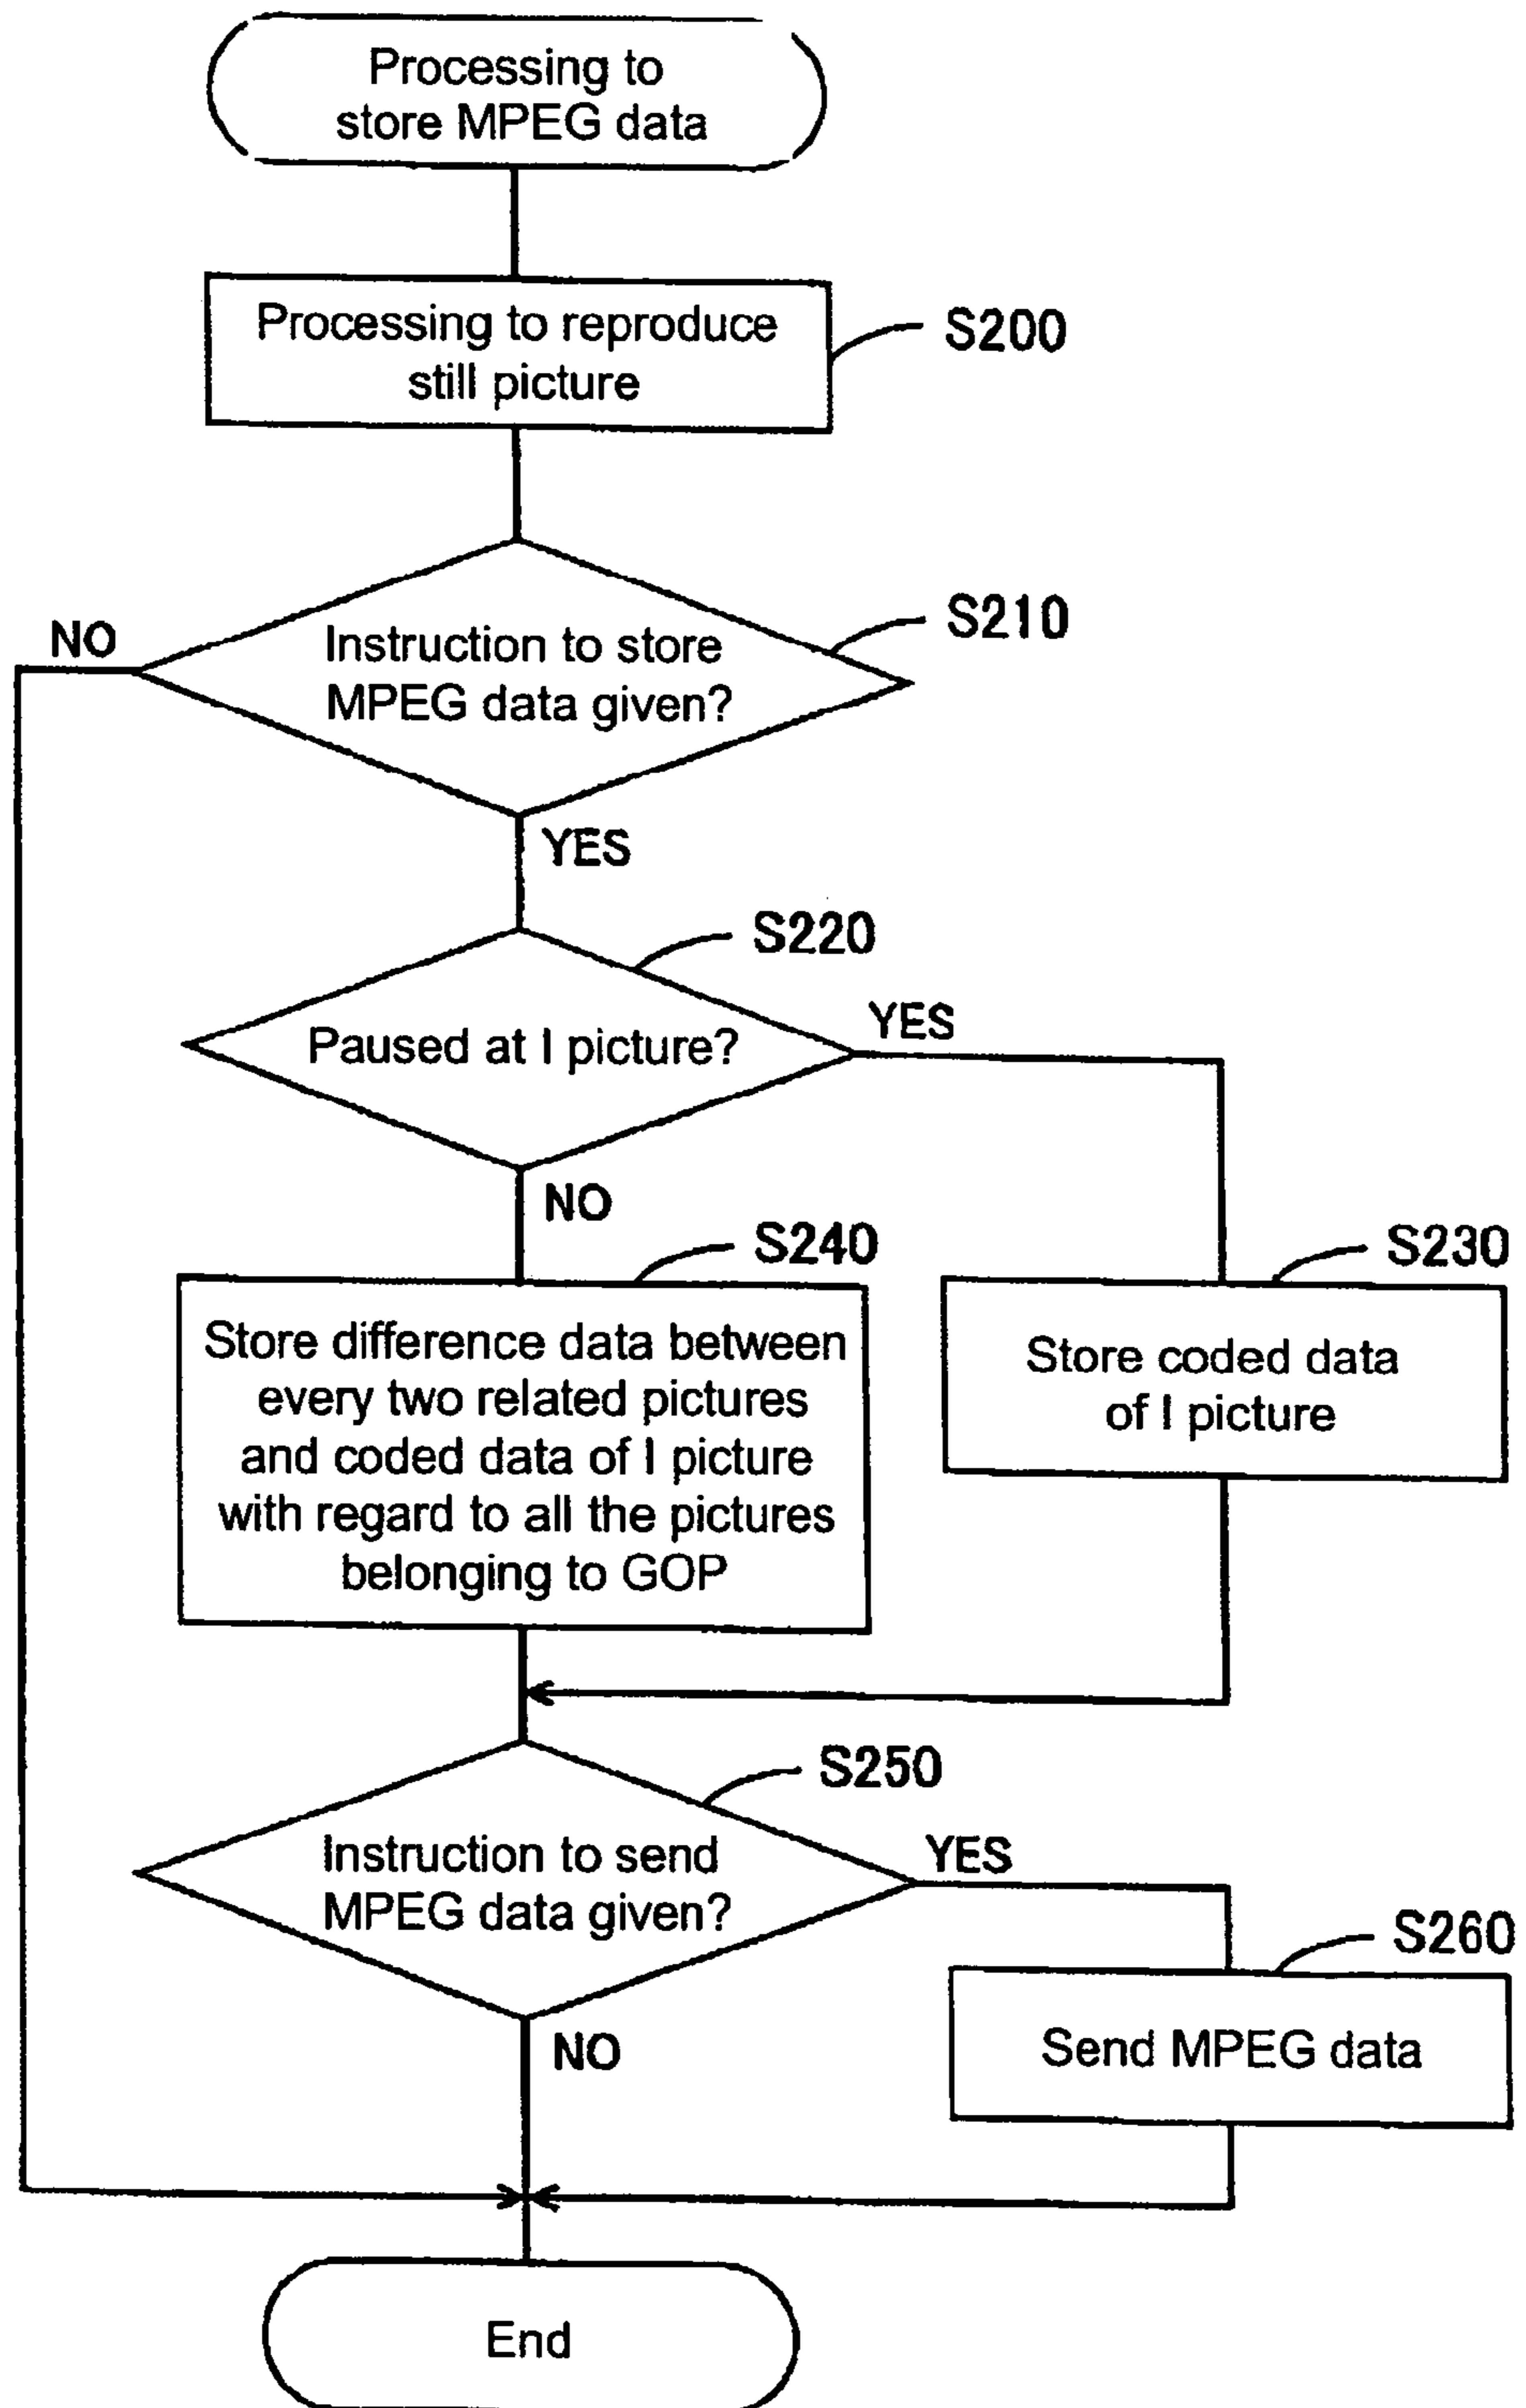 Processing to
store MPEG data
Processing to reproduce
still picture
S200
NO
Instruction to store
MPEG data given?
S210
YES
S220
Paused at I picture?
YES
NO
S240
S230
Store difference data between
every two related pictures
and coded data of I picture
with regard to all the pictures
belonging to GOP
Store coded data
of I picture
S250
Instruction to send
MPEG data given?
YES
S260
NO
Send MPEG data
End